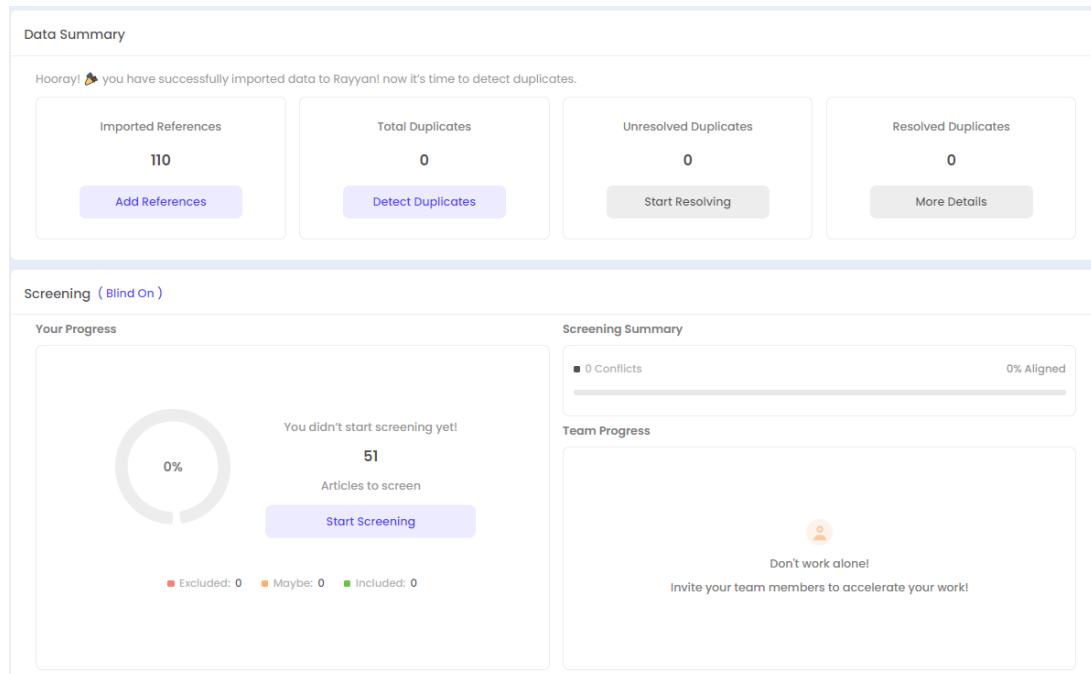 Data Summary
Hooray! 🎉 you have successfully imported data to Rayyan! now it's time to detect duplicates.
Imported References
110
Add References
Total Duplicates
0
Detect Duplicates
Unresolved Duplicates
0
Start Resolving
Resolved Duplicates
0
More Details
Screening ( Blind On )
Your Progress
0%
You didn't start screening yet!
51
Articles to screen
Start Screening
Excluded: 0 Maybe: 0 Included: 0
Screening Summary
0 Conflicts 0% Aligned
Team Progress
Don't work alone!
Invite your team members to accelerate your work!